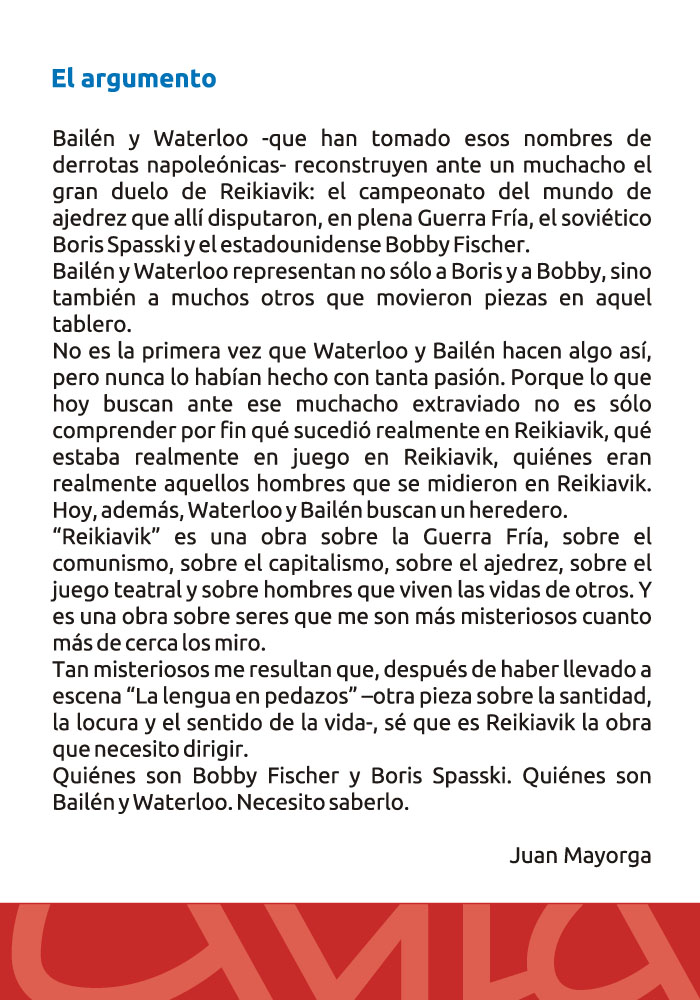 El argumento
Bailén y Waterloo -que han tomado esos nombres de
derrotas napoleónicas- reconstruyen ante un muchacho el
gran duelo de Reikiavik: el campeonato del mundo de
ajedrez que allí disputaron, en plena Guerra Fría, el soviético
Boris Spasski y el estadounidense Bobby Fischer.
Bailén y Waterloo representan no sólo a Boris y a Bobby, sino
también a muchos otros que movieron piezas en aquel
tablero.
No es la primera vez que Waterloo y Bailén hacen algo así,
pero nunca lo habían hecho con tanta pasión. Porque lo que
hoy buscan ante ese muchacho extraviado no es sólo
comprender por fin qué sucedió realmente en Reikiavik, qué
estaba realmente en juego en Reikiavik, quiénes eran
realmente aquellos hombres que se midieron en Reikiavik.
Hoy, además, Waterloo y Bailén buscan un heredero.
“Reikiavik” es una obra sobre la Guerra Fría, sobre el
comunismo, sobre el capitalismo, sobre el ajedrez, sobre el
juego teatral y sobre hombres que viven las vidas de otros. Y
es una obra sobre seres que me son más misteriosos cuanto
más de cerca los miro.
Tan misteriosos me resultan que, después de haber llevado a
escena “La lengua en pedazos” –otra pieza sobre la santidad,
la locura y el sentido de la vida-, sé que es Reikiavik la obra
que necesito dirigir.
Quiénes son Bobby Fischer y Boris Spasski. Quiénes son
Bailén y Waterloo. Necesito saberlo.
Juan Mayorga